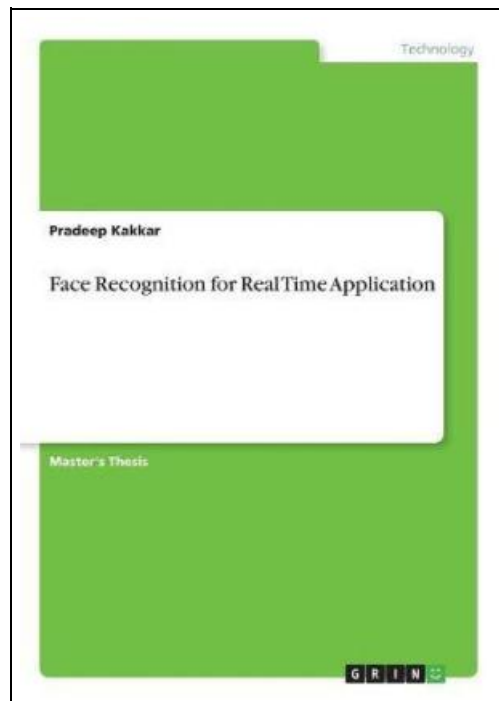 Technology
Pradeep Kakkar
Face Recognition for Real Time Application
Master's Thesis
GRIN